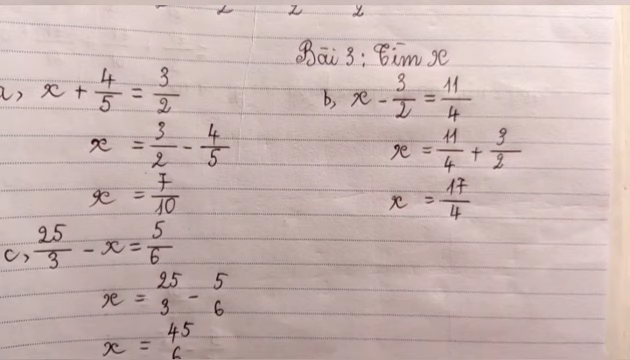 Bài 3: Tìm x
a, x + 4/5 = 3/2
x = 3/2 - 4/5
x = 7/10
b, x - 3/2 = 11/4
x = 11/4 + 3/2
x = 17/4
c, 25/3 - x = 5/6
x = 25/3 - 5/6
x = 45/6